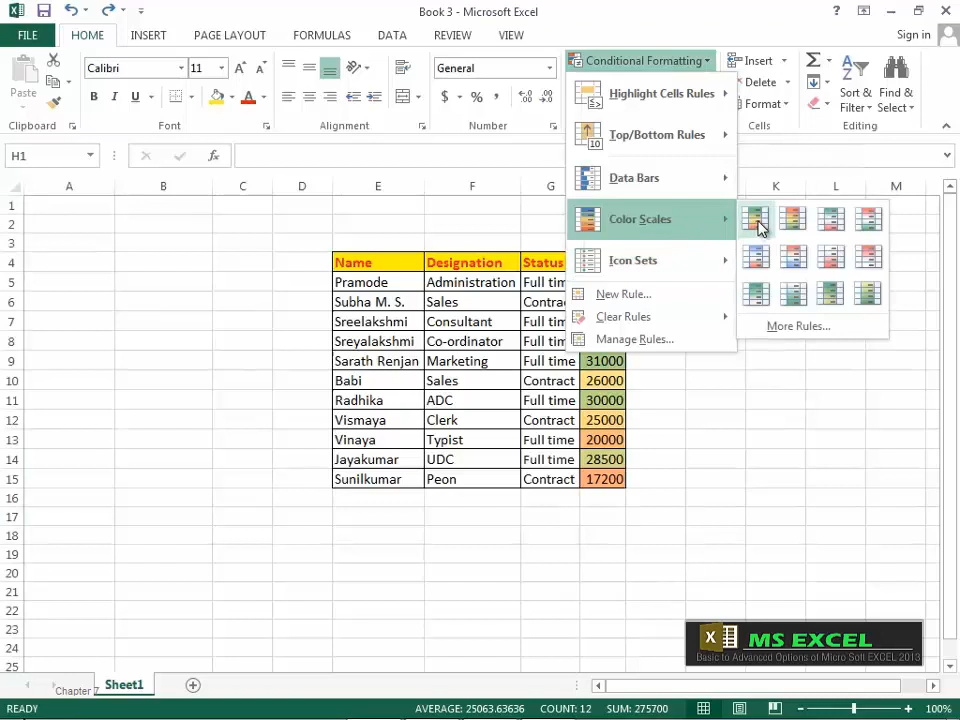 Book 3 - Microsoft Excel
?
FILE HOME INSERT PAGE LAYOUT FORMULAS DATA REVIEW VIEW Sign in
Calibri 11 A A General Conditional Formatting Insert Σ
Paste Delete
B I U A $ % , Format Sort & Find &
Filter Select
Clipboard Font Alignment Number Cells Editing
H1 fx
Highlight Cells Rules
Top/Bottom Rules
Data Bars
Color Scales
Icon Sets
New Rule...
Clear Rules
Manage Rules...
More Rules...
A B C D E F G K L M
1
2
3
4 Name Designation Status
5 Pramode Administration Full tim
6 Subha M. S. Sales Contrac
7 Sreelakshmi Consultant Full tim
8 Sreyalakshmi Co-ordinator Full tim
9 Sarath Renjan Marketing Full time 31000
10 Babi Sales Contract 26000
11 Radhika ADC Full time 30000
12 Vismaya Clerk Contract 25000
13 Vinaya Typist Full time 20000
14 Jayakumar UDC Full time 28500
15 Sunilkumar Peon Contract 17200
16
17
18
19
20
21
22
23
24
25
MS EXCEL
Basic to Advanced Options of Micro Soft EXCEL 2013
Chapter 7 Sheet1
READY AVERAGE: 25063.63636 COUNT: 12 SUM: 275700 100%